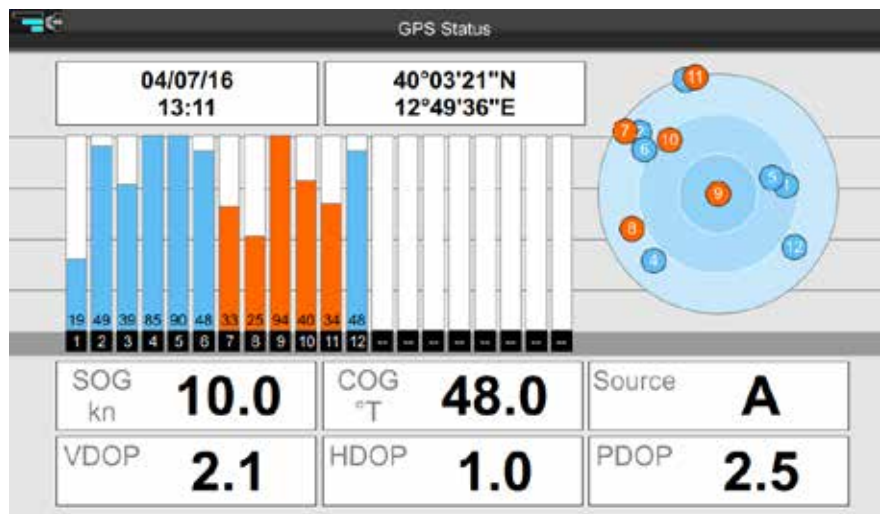 GPS Status
04/07/16
13:11
40°03'21"N
12°49'36"E
11
7 2
10
6
5 1
9
8
12
4
19 49 39 85 90 48 33 25 94 40 34 48
1 2 3 4 5 6 7 8 9 10 11 12 -- -- -- -- -- -- -- --
SOG
kn
10.0
COG
°T
48.0
Source
A
VDOP
2.1
HDOP
1.0
PDOP
2.5